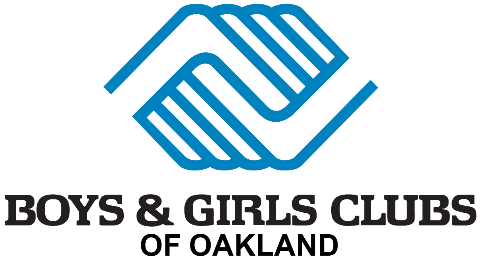 BOYS & GIRLS CLUBS
OF OAKLAND